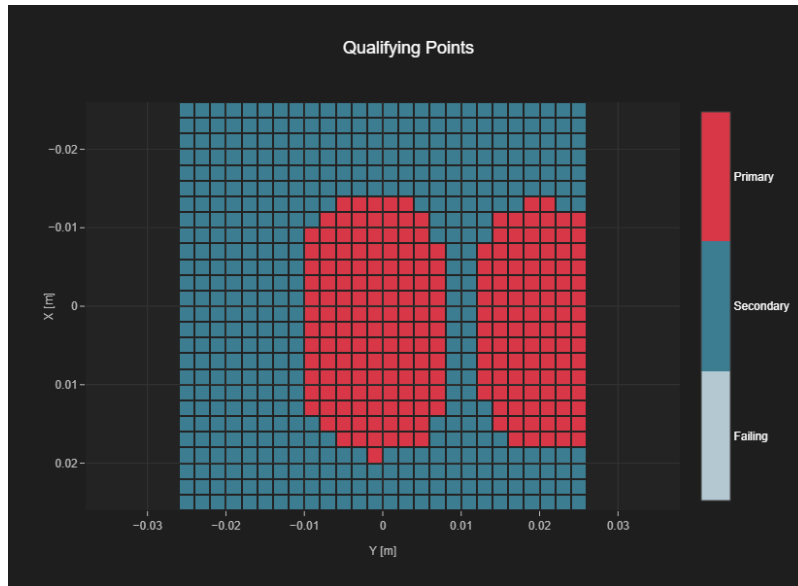 Qualifying Points
−0.02
−0.01
0
0.01
0.02
X [m]
−0.03
−0.02
−0.01
0
0.01
0.02
0.03
Y [m]
Primary
Secondary
Failing